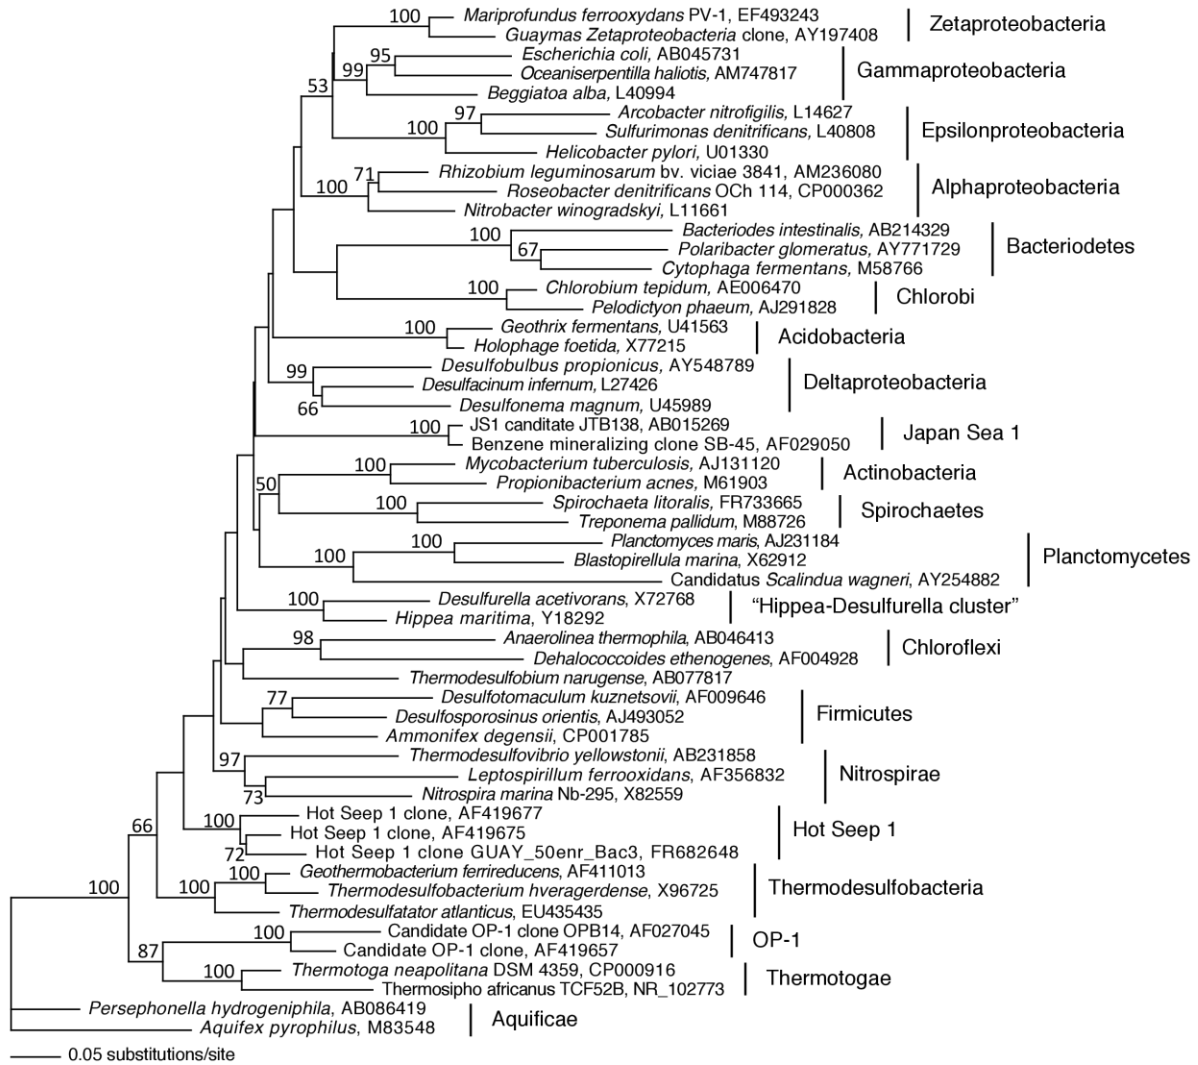 100 Mariprofundus ferrooxydans PV-1, EF493243
Guaymas Zetaproteobacteria clone, AY197408
Zetaproteobacteria
95 Escherichia coli, AB045731
99 Oceaniserpentilla haliotis, AM747817
Gammaproteobacteria
53 Beggiatoa alba, L40994
97 Arcobacter nitrofigilis, L14627
100 Sulfurimonas denitrificans, L40808
Epsilonproteobacteria
Helicobacter pylori, U01330
71 Rhizobium leguminosarum bv. viciae 3841, AM236080
100 Roseobacter denitrificans OCh 114, CP000362
Alphaproteobacteria
Nitrobacter winogradskyi, L11661
100 Bacteriodes intestinalis, AB214329
67 Polaribacter glomeratus, AY771729
Bacteriodetes
Cytophaga fermentans, M58766
100 Chlorobium tepidum, AE006470
Chlorobi
Pelodictyon phaeum, AJ291828
100 Geothrix fermentans, U41563
Acidobacteria
Holophage foetida, X77215
99 Desulfobulbus propionicus, AY548789
Desulfacinum infernum, L27426
Deltaproteobacteria
66 Desulfonema magnum, U45989
100 JS1 canditate JTB138, AB015269
Japan Sea 1
Benzene mineralizing clone SB-45, AF029050
100 Mycobacterium tuberculosis, AJ131120
Actinobacteria
50 Propionibacterium acnes, M61903
100 Spirochaeta litoralis, FR733665
Spirochaetes
Treponema pallidum, M88726
100 Planctomyces maris, AJ231184
100 Blastopirellula marina, X62912
Planctomycetes
Candidatus Scalindua wagneri, AY254882
100 Desulfurella acetivorans, X72768
“Hippea-Desulfurella cluster”
Hippea maritima, Y18292
98 Anaerolinea thermophila, AB046413
Chloroflexi
Dehalococcoides ethenogenes, AF004928
Thermodesulfobium narugense, AB077817
77 Desulfotomaculum kuznetsovii, AF009646
Desulfosporosinus orientis, AJ493052
Firmicutes
Ammonifex degensii, CP001785
97 Thermodesulfovibrio yellowstonii, AB231858
Leptospirillum ferrooxidans, AF356832
Nitrospirae
73 Nitrospira marina Nb-295, X82559
100 Hot Seep 1 clone, AF419677
Hot Seep 1 clone, AF419675
Hot Seep 1
72 Hot Seep 1 clone GUAY_50enr_Bac3, FR682648
66
100 Geothermobacterium ferrireducens, AF411013
100 Thermodesulfobacterium hveragerdense, X96725
Thermodesulfobacteria
100 Thermodesulfatator atlanticus, EU435435
100 Candidate OP-1 clone OPB14, AF027045
OP-1
87 Candidate OP-1 clone, AF419657
100 Thermotoga neapolitana DSM 4359, CP000916
Thermotogae
Thermosipho africanus TCF52B, NR_102773
Persephonella hydrogeniphila, AB086419
Aquificae
Aquifex pyrophilus, M83548
0.05 substitutions/site